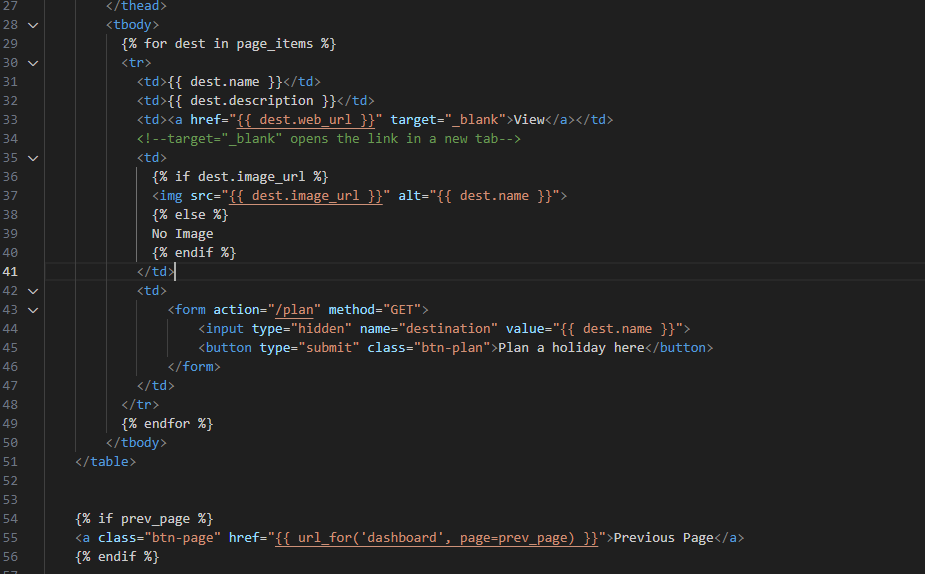 27 </thead>
28 <tbody>
29 {% for dest in page_items %}
30 <tr>
31 <td>{{ dest.name }}</td>
32 <td>{{ dest.description }}</td>
33 <td><a href="{{ dest.web_url }}" target="_blank">View</a></td>
34 <!--target="_blank" opens the link in a new tab-->
35 <td>
36 {% if dest.image_url %}
37 <img src="{{ dest.image_url }}" alt="{{ dest.name }}">
38 {% else %}
39 No Image
40 {% endif %}
41 </td>
42 <td>
43 <form action="/plan" method="GET">
44 <input type="hidden" name="destination" value="{{ dest.name }}">
45 <button type="submit" class="btn-plan">Plan a holiday here</button>
46 </form>
47 </td>
48 </tr>
49 {% endfor %}
50 </tbody>
51 </table>
52
53
54 {% if prev_page %}
55 <a class="btn-page" href="{{ url_for('dashboard', page=prev_page) }}">Previous Page</a>
56 {% endif %}